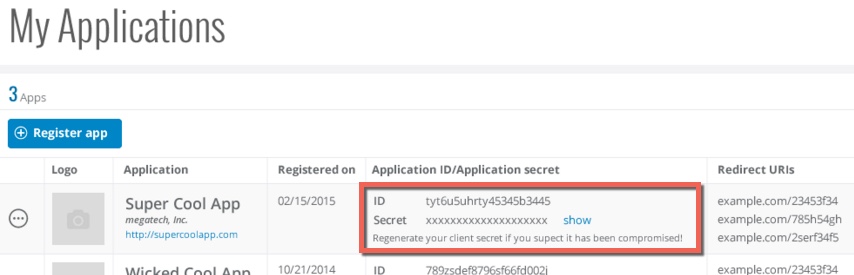 My Applications
3 Apps
Register app
Logo Application Registered on Application ID/Application secret Redirect URIs
Super Cool App 02/15/2015 ID tyt6u5uhrty45345b3445 example.com/23453f34
megatech, Inc. Secret xxxxxxxxxxxxxxxxxxxx show example.com/785h54gh
http://supercoolapp.com Regenerate your client secret if you supect it has been compromised! example.com/2serf34f5
Wicked Cool App 10/21/2014 ID 789zsdef8796sf66fd002j example.com/23453f34